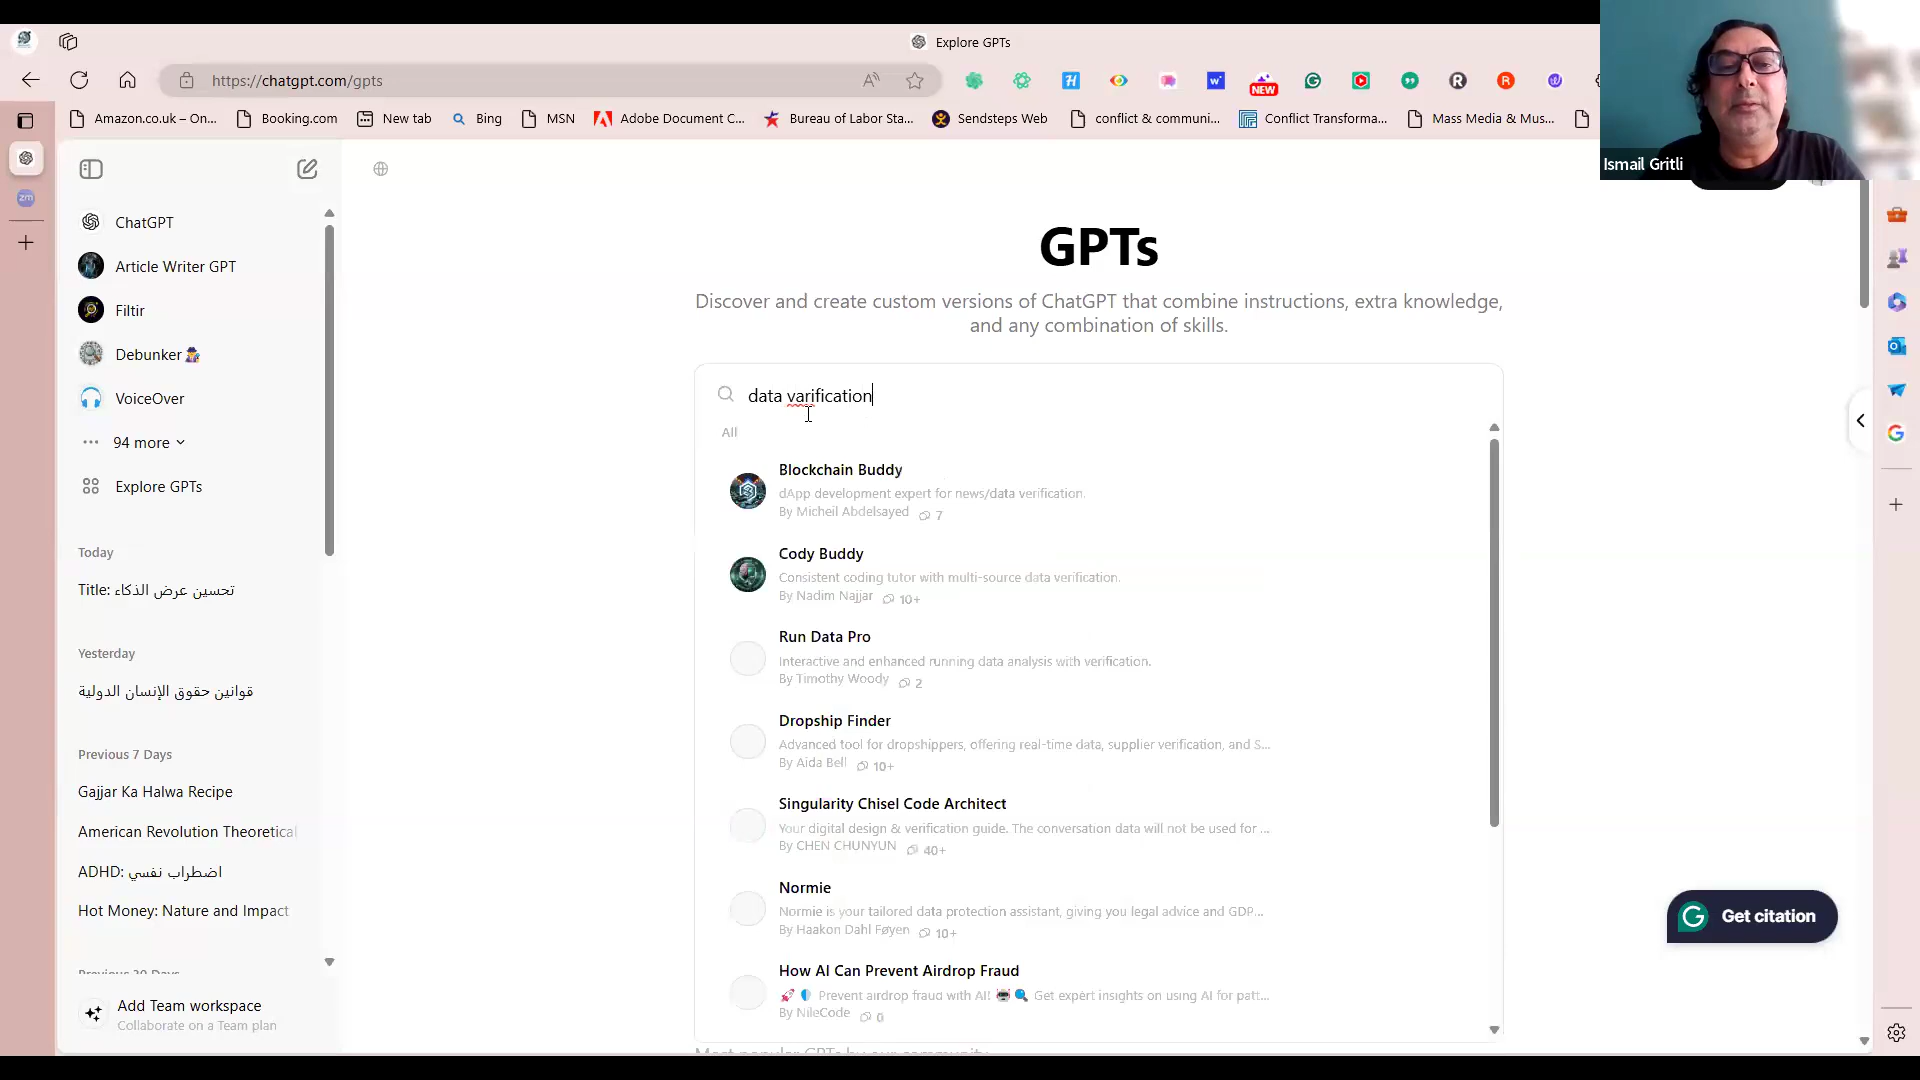 Explore GPTs
https://chatgpt.com/gpts
NEW
Amazon.co.uk – On...
Booking.com
New tab
Bing
MSN
Adobe Document C...
Bureau of Labor Sta...
Sendsteps Web
conflict & communi...
Conflict Transforma...
Mass Media & Mus...
Ismail Gritli
zm
ChatGPT
Article Writer GPT
Filtir
Debunker
VoiceOver
94 more
Explore GPTs
Today
Title: تحسين عرض الذكاء
Yesterday
قوانين حقوق الإنسان الدولية
Previous 7 Days
Gajjar Ka Halwa Recipe
American Revolution Theoretical
ADHD: اضطراب نفسي
Hot Money: Nature and Impact
Previous 30 Days
Add Team workspace
Collaborate on a Team plan
GPTs
Discover and create custom versions of ChatGPT that combine instructions, extra knowledge,
and any combination of skills.
data varification
All
Blockchain Buddy
dApp development expert for news/data verification.
By Micheil Abdelsayed 7
Cody Buddy
Consistent coding tutor with multi-source data verification.
By Nadim Najjar 10+
Run Data Pro
Interactive and enhanced running data analysis with verification.
By Timothy Woody 2
Dropship Finder
Advanced tool for dropshippers, offering real-time data, supplier verification, and S...
By Aida Bell 10+
Singularity Chisel Code Architect
Your digital design & verification guide. The conversation data will not be used for ...
By CHEN CHUNYUN 40+
Normie
Normie is your tailored data protection assistant, giving you legal advice and GDP...
By Haakon Dahl Føyen 10+
How AI Can Prevent Airdrop Fraud
🚀 🛡️ Prevent airdrop fraud with AI! 🤖 🔍 Get expert insights on using AI for patt...
By NileCode 0
Most popular GPTs by our community
Get citation